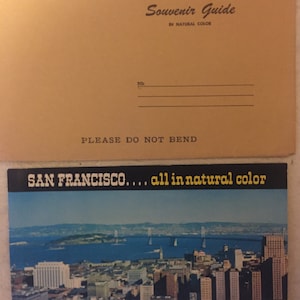 Souvenir Guide
IN NATURAL COLOR
TO
PLEASE DO NOT BEND
SAN FRANCISCO.... all in natural color